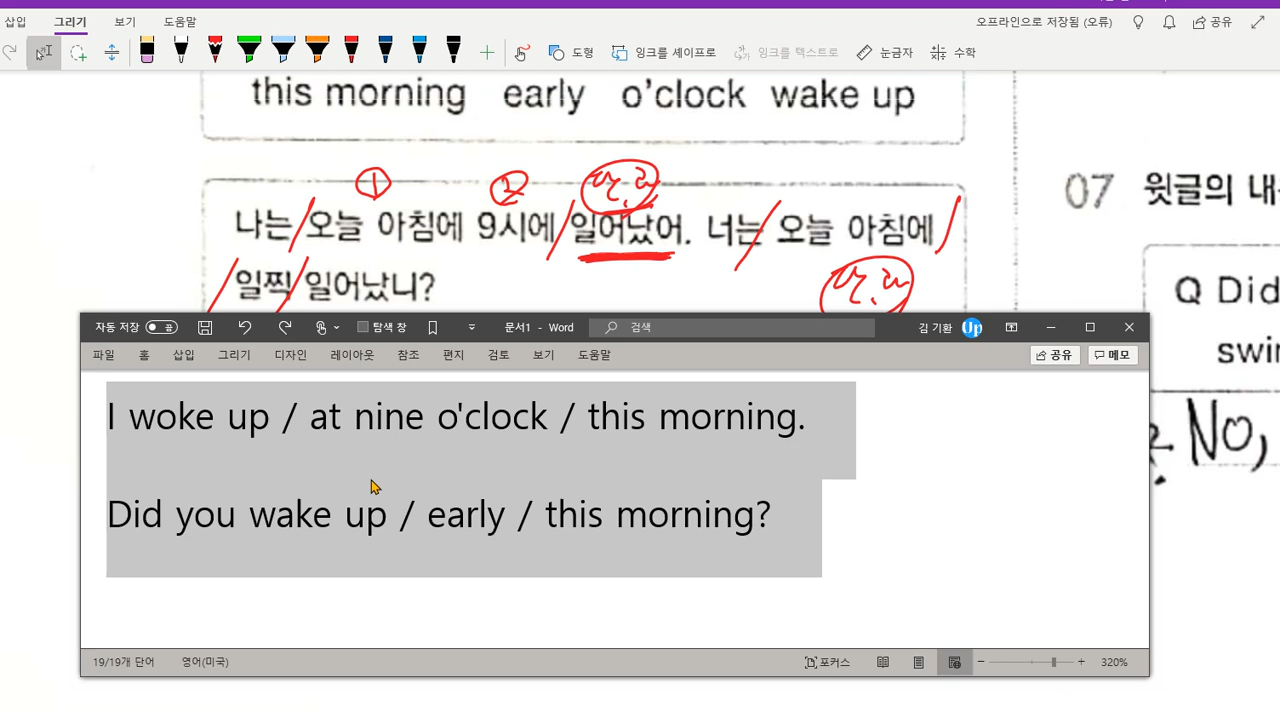 삽입 그리기 보기 도움말 오프라인으로 저장됨 (오류) 공유
도형 잉크를 셰이프로 잉크를 텍스트로 눈금자 수학
this morning early o'clock wake up
① ②
나는/오늘 아침에 9시에/일어났어. 너는/오늘 아침에/
/일찍/일어났니?
07 윗글의 내
Q Did
swi
No,
자동 저장 끔 탐색 창 문서1 - Word 검색 김 기환 Up
파일 홈 삽입 그리기 디자인 레이아웃 참조 편지 검토 보기 도움말 공유 메모
I woke up / at nine o'clock / this morning.
Did you wake up / early / this morning?
19/19개 단어 영어(미국) 포커스 320%